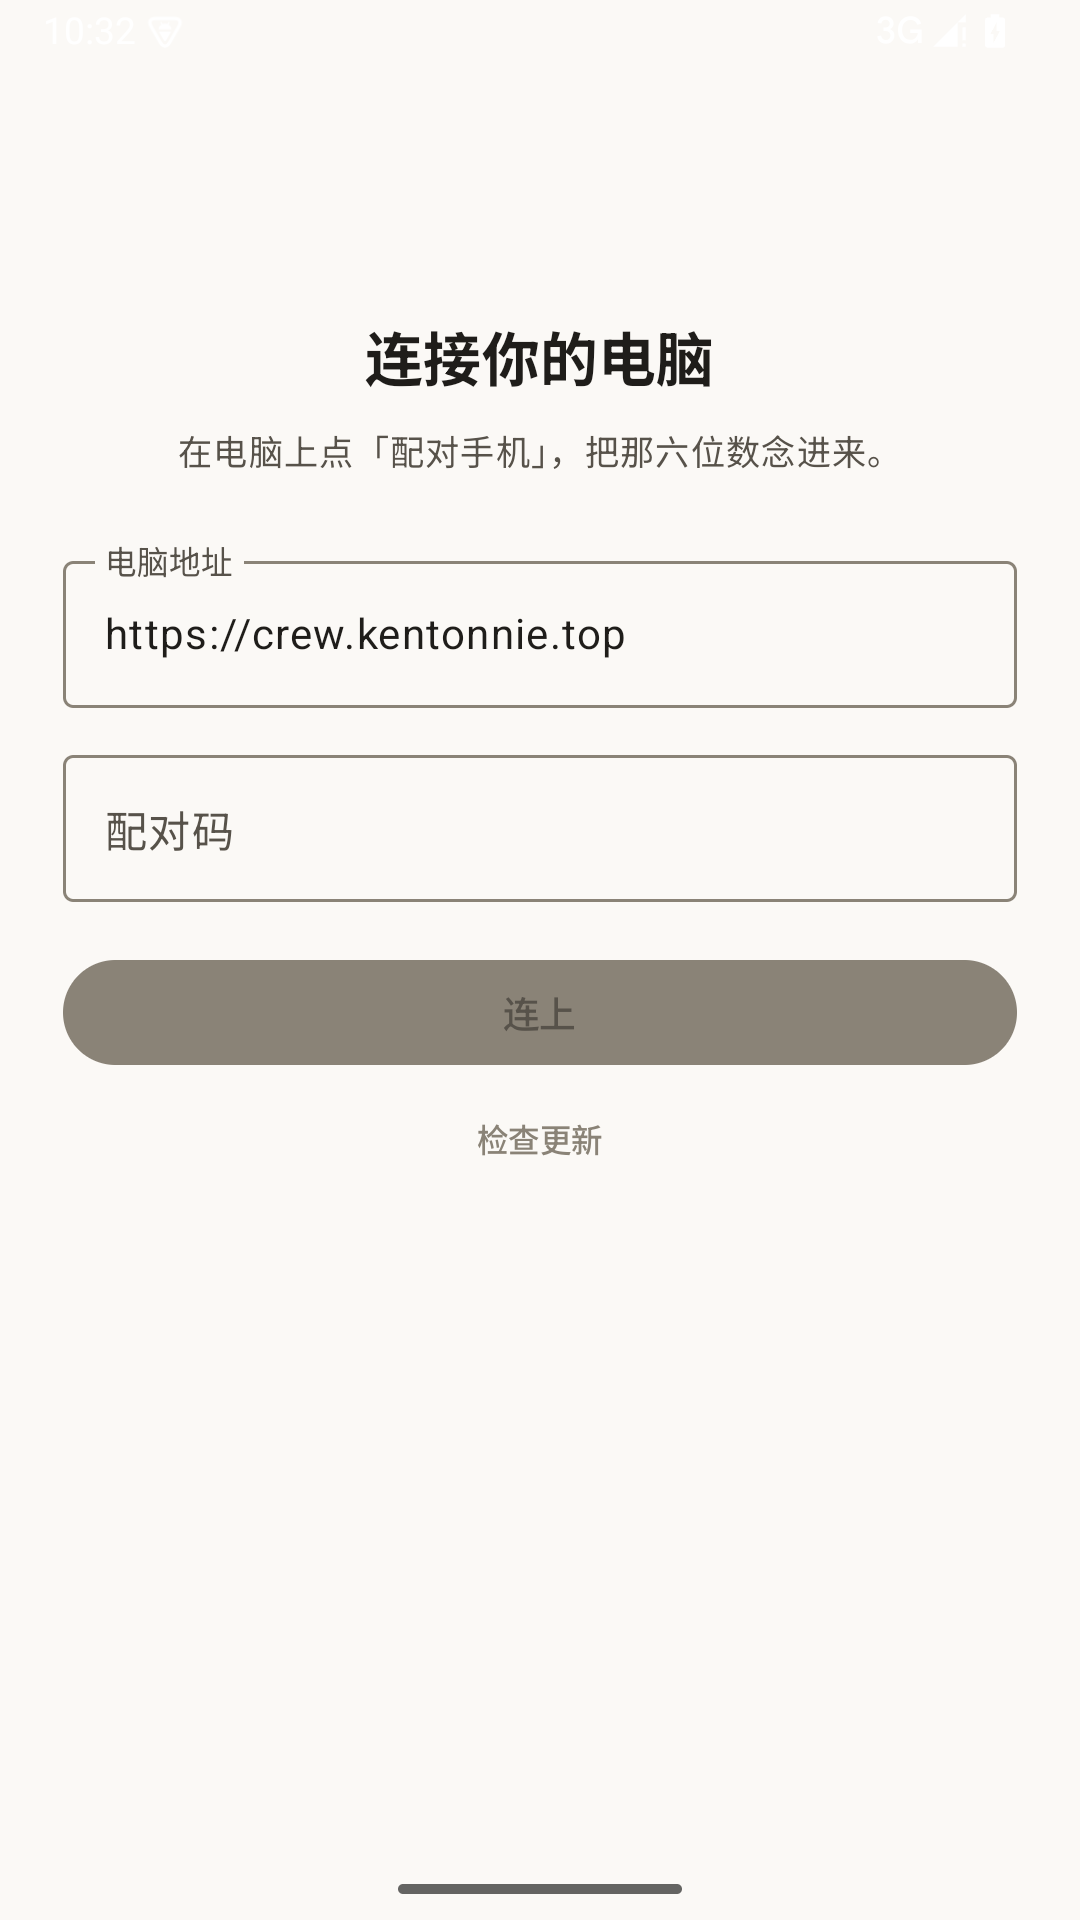 10:32
3G
连接你的电脑
在电脑上点「配对手机」，把那六位数念进来。
电脑地址
https://crew.kentonnie.top
配对码
连上
检查更新